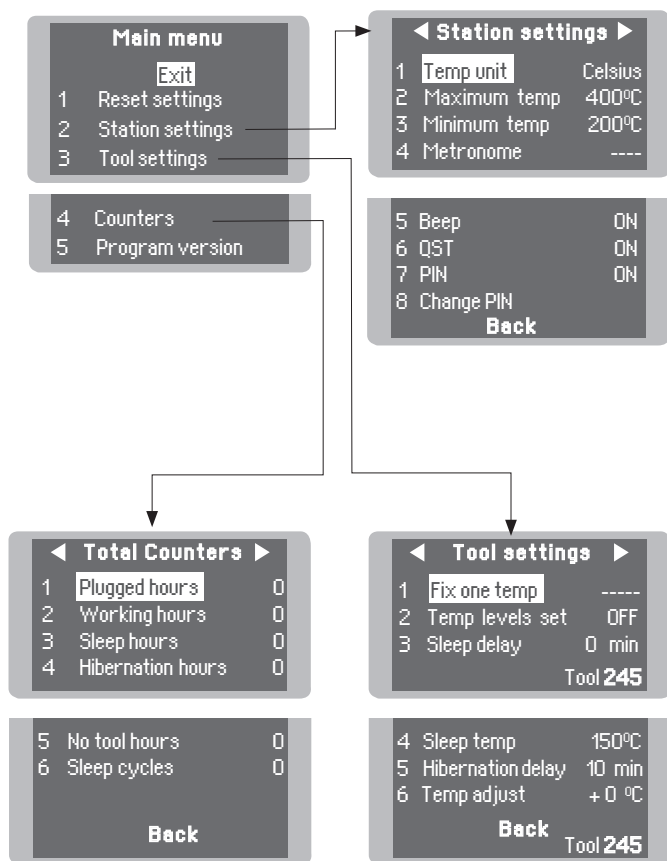 Main menu
Exit
1 Reset settings
2 Station settings
3 Tool settings
4 Counters
5 Program version
◀ Station settings ▶
1 Temp unit Celsius
2 Maximum temp 400ºC
3 Minimum temp 200ºC
4 Metronome ----
5 Beep ON
6 QST ON
7 PIN ON
8 Change PIN
Back
◀ Total Counters ▶
1 Plugged hours 0
2 Working hours 0
3 Sleep hours 0
4 Hibernation hours 0
5 No tool hours 0
6 Sleep cycles 0
Back
◀ Tool settings ▶
1 Fix one temp -----
2 Temp levels set OFF
3 Sleep delay 0 min
Tool 245
4 Sleep temp 150ºC
5 Hibernation delay 10 min
6 Temp adjust +0 ºC
Back
Tool 245